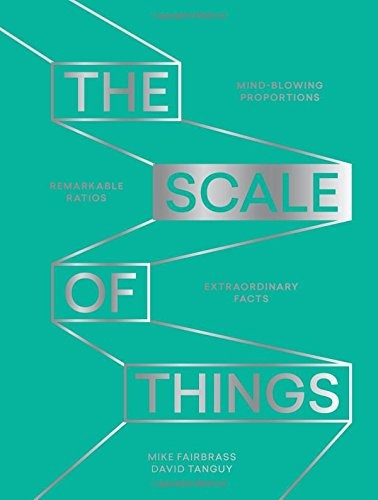 THE
MIND-BLOWING
PROPORTIONS
REMARKABLE
RATIOS
SCALE
OF
EXTRAORDINARY
FACTS
THINGS
MIKE FAIRBRASS
DAVID TANGUY